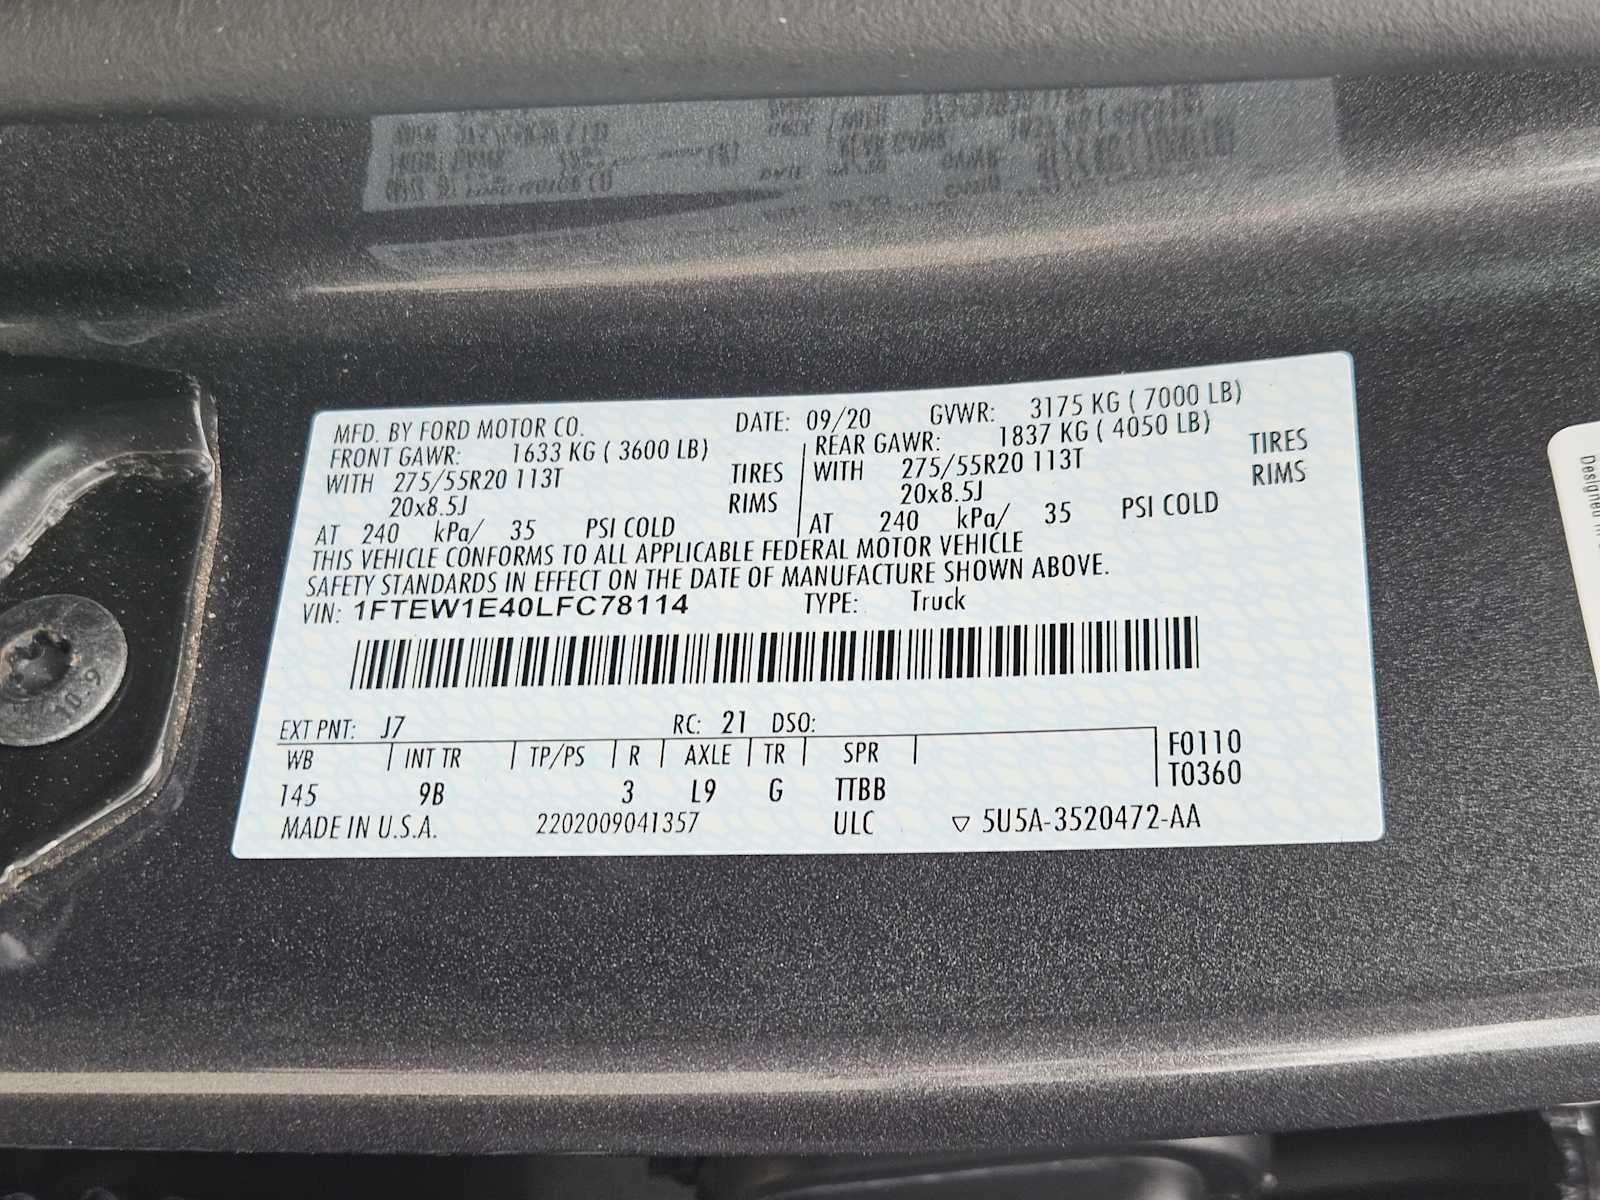 MFD. BY FORD MOTOR CO. DATE: 09/20 GVWR: 3175 KG ( 7000 LB)
FRONT GAWR: 1633 KG ( 3600 LB) REAR GAWR: 1837 KG ( 4050 LB)
WITH 275/55R20 113T TIRES WITH 275/55R20 113T TIRES
20x8.5J RIMS 20x8.5J RIMS
AT 240 kPa/ 35 PSI COLD AT 240 kPa/ 35 PSI COLD
THIS VEHICLE CONFORMS TO ALL APPLICABLE FEDERAL MOTOR VEHICLE
SAFETY STANDARDS IN EFFECT ON THE DATE OF MANUFACTURE SHOWN ABOVE.
VIN: 1FTEW1E40LFC78114 TYPE: Truck
EXT PNT: J7 RC: 21 DSO:
WB INT TR TP/PS R AXLE TR SPR F0110
T0360
145 9B 3 L9 G TTBB
MADE IN U.S.A. 2202009041357 ULC ▽ 5U5A-3520472-AA
10.9
Designed in